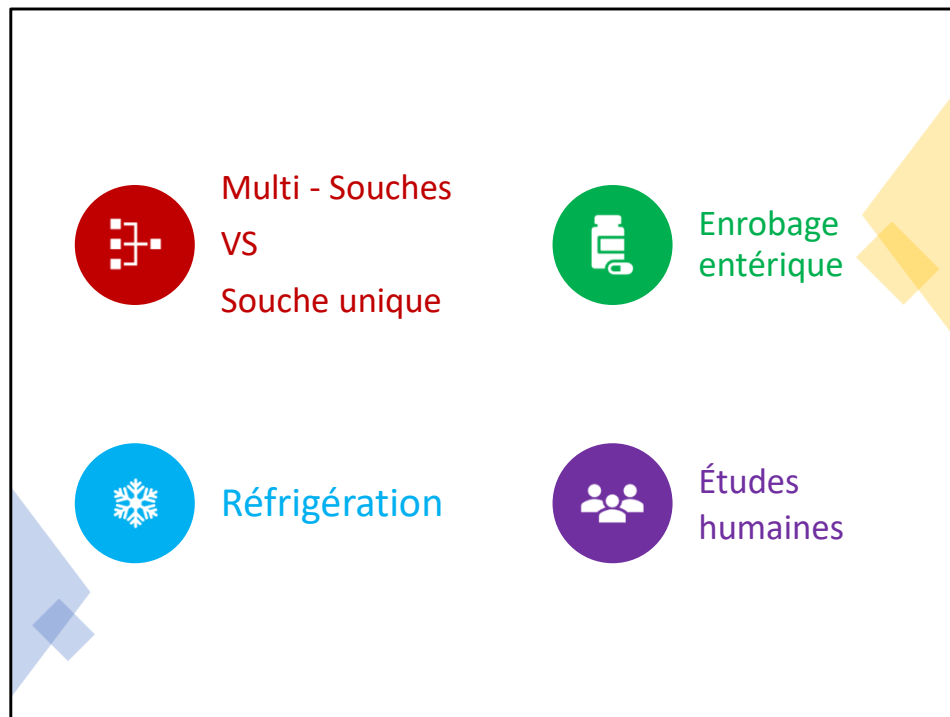 Multi - Souches
VS
Souche unique
Enrobage
entérique
Réfrigération
Études
humaines